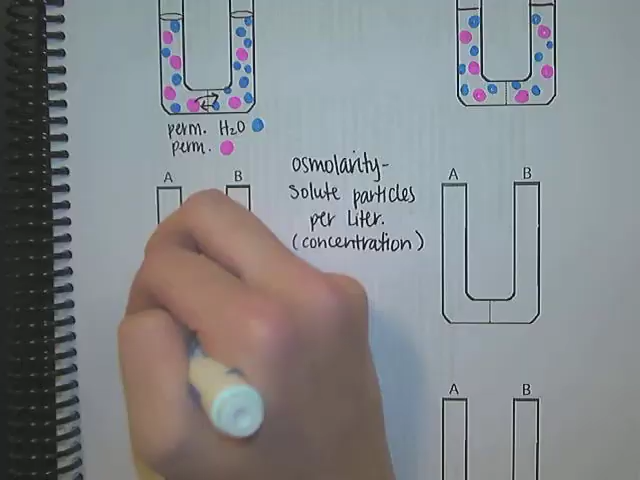 perm. H2O
perm.
osmolarity-
solute particles
per Liter.
(concentration)
A B
A B
A B